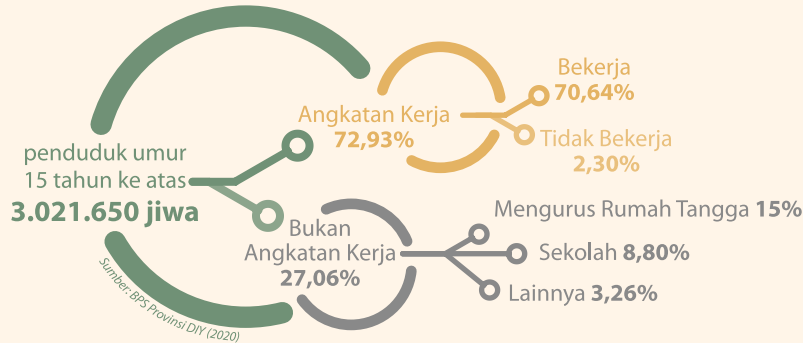 penduduk umur
15 tahun ke atas
3.021.650 jiwa
Angkatan Kerja
72,93%
Bekerja
70,64%
Tidak Bekerja
2,30%
Bukan
Angkatan Kerja
27,06%
Mengurus Rumah Tangga 15%
Sekolah 8,80%
Lainnya 3,26%
Sumber: BPS Provinsi DIY (2020)